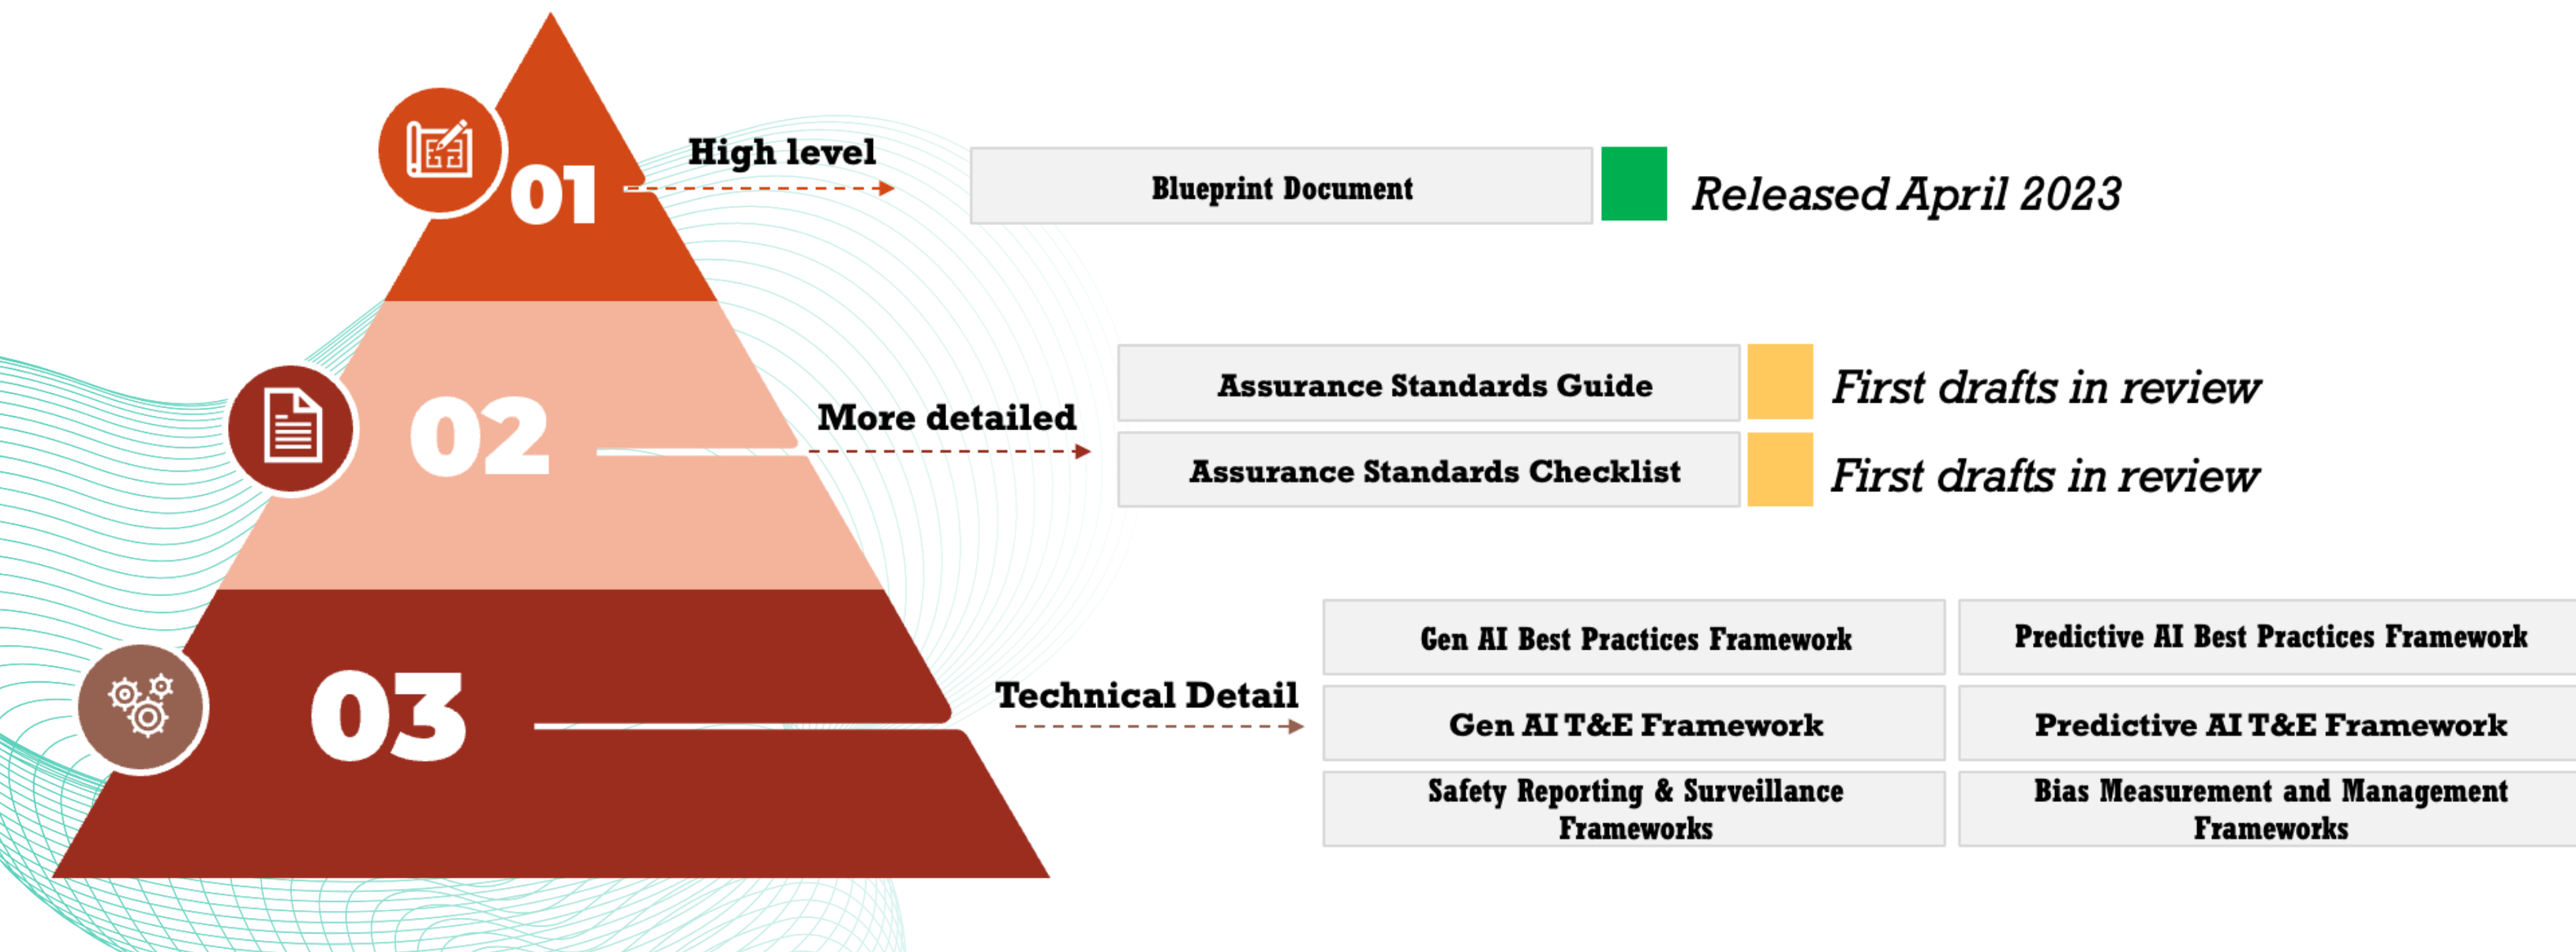 01
High level
Blueprint Document
Released April 2023
02
More detailed
Assurance Standards Guide
First drafts in review
Assurance Standards Checklist
First drafts in review
03
Technical Detail
Gen AI Best Practices Framework
Predictive AI Best Practices Framework
Gen AI T&E Framework
Predictive AI T&E Framework
Safety Reporting & Surveillance
Frameworks
Bias Measurement and Management
Frameworks